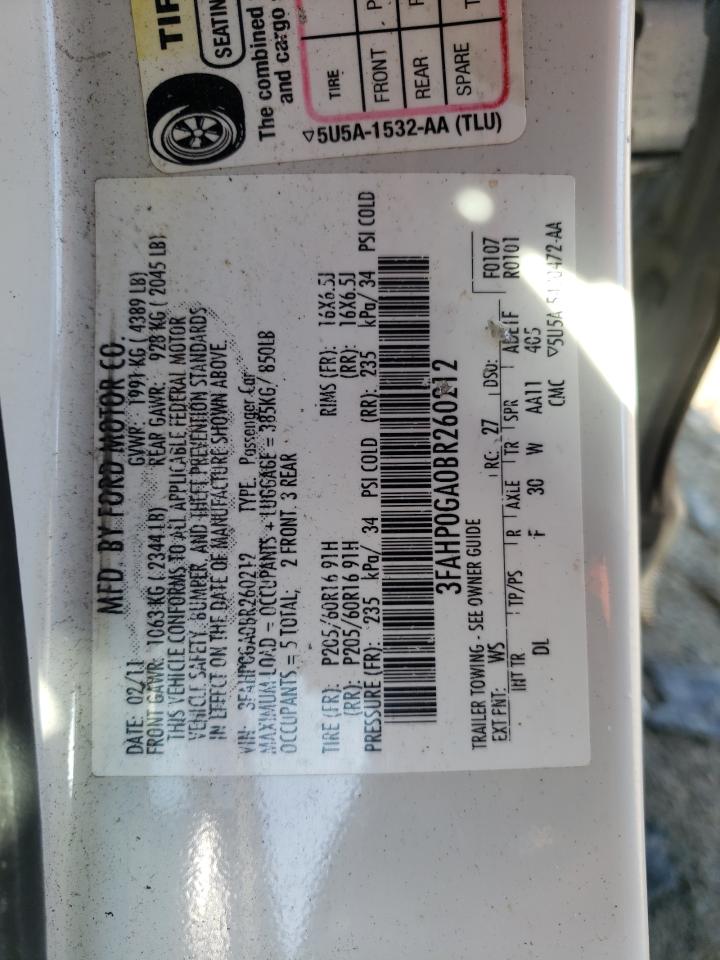 TIR
SEATIN
The combined
and cargo s
TIRE
FRONT
REAR
SPARE
5U5A-1532-AA (TLU)
MFD. BY FORD MOTOR CO.
DATE: 02/11 GVWR: 1991 KG ( 4389 LB)
FRONT GAWR: 1063 KG ( 2344 LB) REAR GAWR: 928 KG ( 2045 LB)
THIS VEHICLE CONFORMS TO ALL APPLICABLE FEDERAL MOTOR
VEHICLE SAFETY, BUMPER, AND THEFT PREVENTION STANDARDS
IN EFFECT ON THE DATE OF MANUFACTURE SHOWN ABOVE.
VIN: 3FAHP0GA0BR260212 TYPE: Passenger Car
MAXIMUM LOAD = OCCUPANTS + LUGGAGE = 385KG/ 850LB
OCCUPANTS = 5 TOTAL; 2 FRONT, 3 REAR
TIRE (FR): P205/60R16 91H RIMS (FR): 16X6.5J
(RR): P205/60R16 91H (RR): 16X6.5J
PRESSURE (FR): 235 kPa/ 34 PSI COLD (RR): 235 kPa/ 34 PSI COLD
3FAHP0GA0BR260212
TRAILER TOWING - SEE OWNER GUIDE F0107
EXT PNT: WS RC: 27 DSO: R0101
INT TR TP/PS R AXLE TR SPR
DL F 30 W AA11 4G5
CMC 5U5A